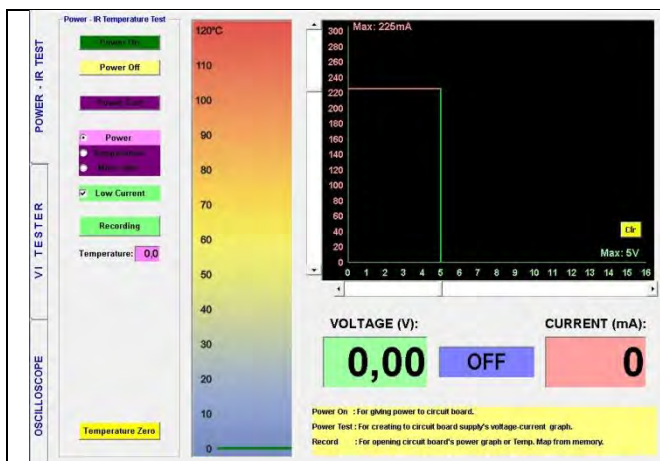 POWER - IR TEST
VI TESTER
OSCILLOSCOPE
Power - IR Temperature Test
Power On
Power Off
Power Test
Power
Low Current
Recording
Temperature: 0,0
Temperature Zero
120°C
110
100
90
80
70
60
50
40
30
20
10
0
Max: 225mA
300
280
260
240
220
200
180
160
140
120
100
80
60
40
20
0
Clr
Max: 5V
0 1 2 3 4 5 6 7 8 9 10 11 12 13 14 15 16
VOLTAGE (V):
CURRENT (mA):
0,00
OFF
0
Power On : For giving power to circuit board.
Power Test : For creating to circuit board supply's voltage-current graph.
Record : For opening circuit board's power graph or Temp. Map from memory.